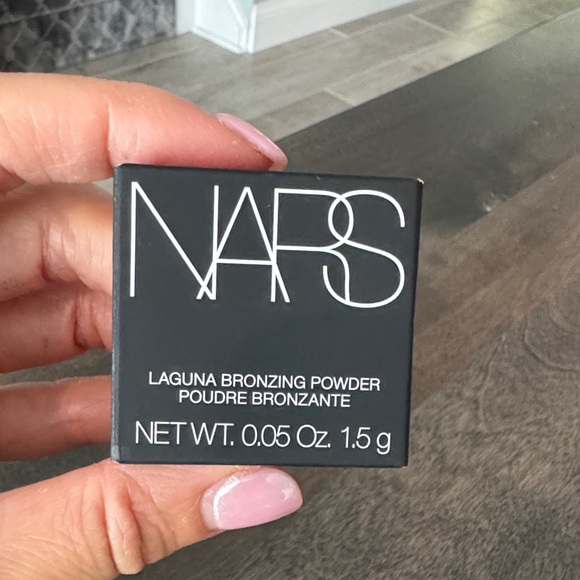 NARS
LAGUNA BRONZING POWDER
POUDRE BRONZANTE
NET WT. 0.05 Oz. 1.5 g